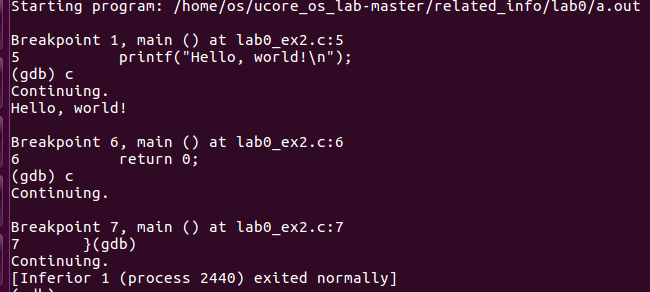 Starting program: /home/os/ucore_os_lab-master/related_info/lab0/a.out
Breakpoint 1, main () at lab0_ex2.c:5
5           printf("Hello, world!\n");
(gdb) c
Continuing.
Hello, world!
Breakpoint 6, main () at lab0_ex2.c:6
6           return 0;
(gdb) c
Continuing.
Breakpoint 7, main () at lab0_ex2.c:7
7       }(gdb)
Continuing.
[Inferior 1 (process 2440) exited normally]